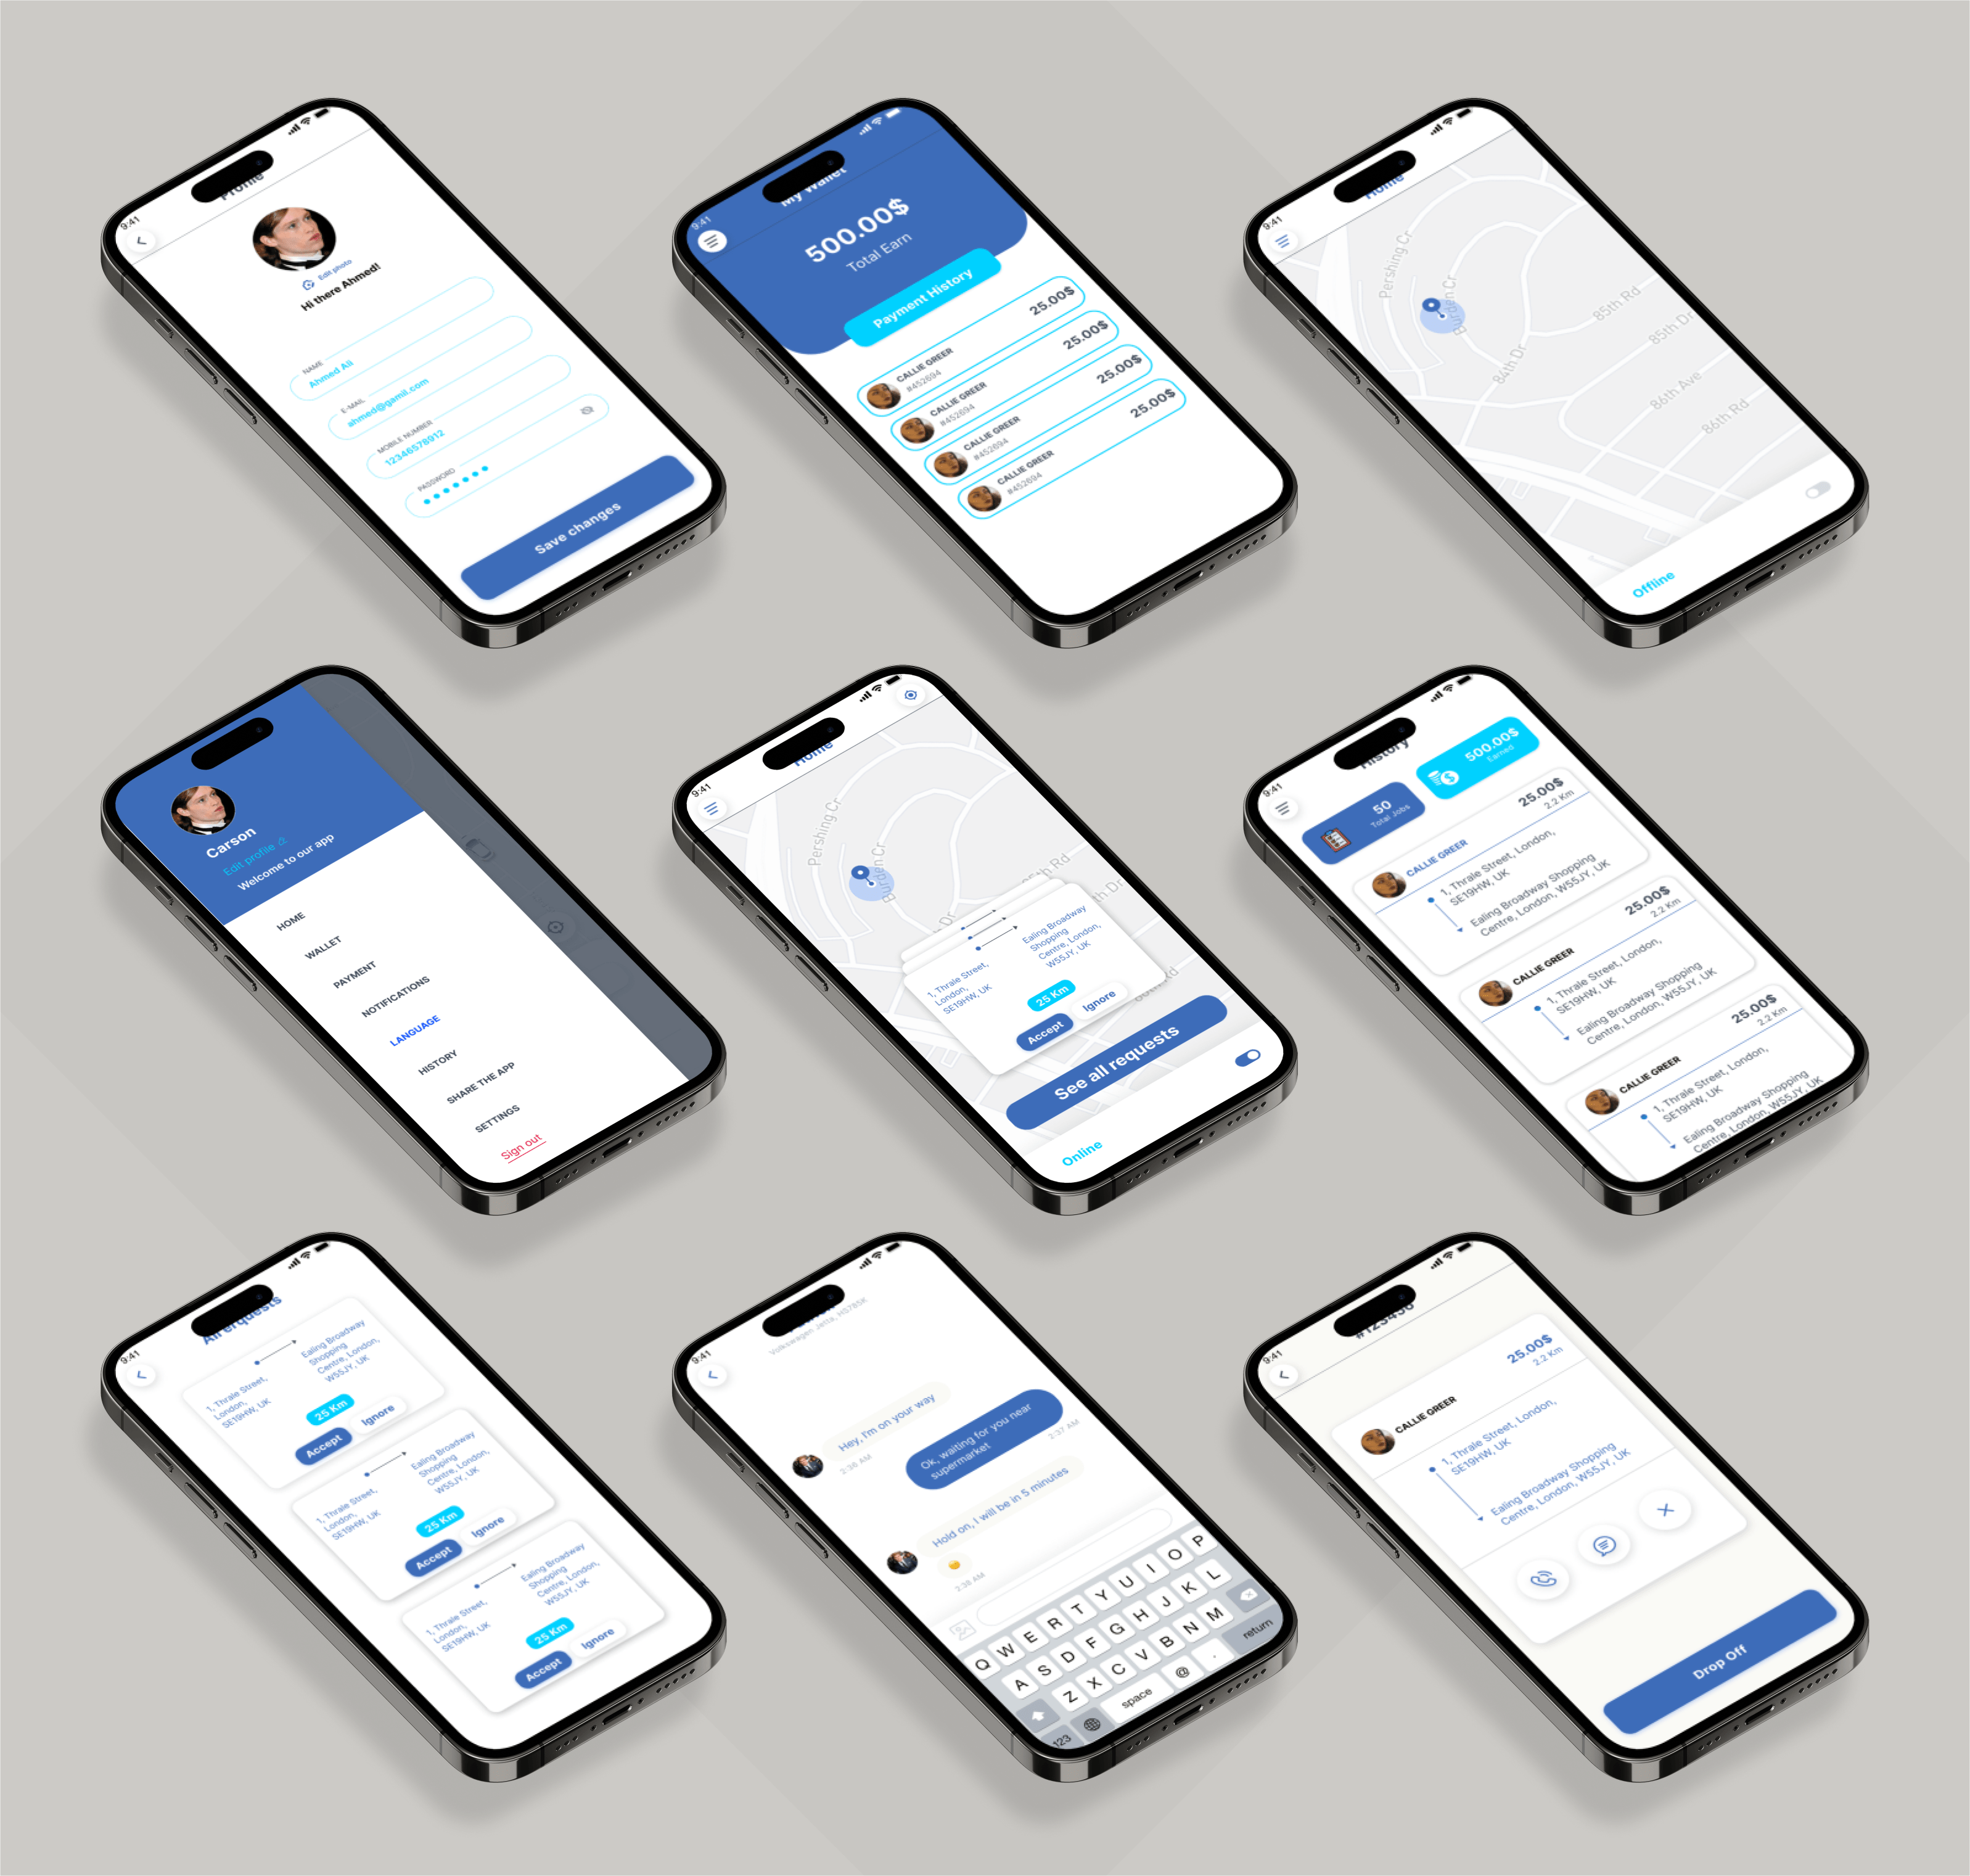 9:41
Profile
Edit photo
Hi there Ahmed!
NAME
Ahmed Ali
E-MAIL
ahmed@gamil.com
MOBILE NUMBER
12346578912
PASSWORD
Save changes
9:41
My Wallet
500.00$
Total Earn
Payment History
CALLIE GREER
#452694
25.00$
CALLIE GREER
#452694
25.00$
CALLIE GREER
#452694
25.00$
CALLIE GREER
#452694
25.00$
9:41
Home
Pershing Cr
Burden Cr
84th Dr
85th Rd
85th Dr
86th Ave
86th Rd
Offline
Carson
Edit profile
Welcome to our app
HOME
WALLET
PAYMENT
NOTIFICATIONS
LANGUAGE
HISTORY
SHARE THE APP
SETTINGS
Sign out
9:41
Home
Pershing Cr
Burden Cr
Dr
85th Rd
th Dr
Rd
1, Thrale Street,
London,
SE19HW, UK
Ealing Broadway
Shopping
Centre, London,
W55JY, UK
25 Km
Accept
Ignore
See all requests
Online
9:41
History
50
Total Jobs
500.00$
Earned
CALLIE GREER
25.00$
2.2 Km
1, Thrale Street, London,
SE19HW, UK
Ealing Broadway Shopping
Centre, London, W55JY, UK
CALLIE GREER
25.00$
2.2 Km
1, Thrale Street, London,
SE19HW, UK
Ealing Broadway Shopping
Centre, London, W55JY, UK
CALLIE GREER
25.00$
2.2 Km
1, Thrale Street, London,
SE19HW, UK
Ealing Broadway Shopping
Centre, London, W55JY, UK
9:41
All rerquests
1, Thrale Street,
London,
SE19HW, UK
Ealing Broadway
Shopping
Centre, London,
W55JY, UK
25 Km
Accept
Ignore
1, Thrale Street,
London,
SE19HW, UK
Ealing Broadway
Shopping
Centre, London,
W55JY, UK
25 Km
Accept
Ignore
1, Thrale Street,
London,
SE19HW, UK
Ealing Broadway
Shopping
Centre, London,
W55JY, UK
25 Km
Accept
Ignore
9:41
Volkswagen Jetta, HS785K
Hey, I'm on your way
2:36 AM
Ok, waiting for you near
supermarket
2:37 AM
Hold on, I will be in 5 minutes
2:38 AM
Q W E R T Y U I O P
A S D F G H J K L
Z X C V B N M
123 space @ . return
9:41
#123456
CALLIE GREER
25.00$
2.2 Km
1, Thrale Street, London,
SE19HW, UK
Ealing Broadway Shopping
Centre, London, W55JY, UK
Drop Off